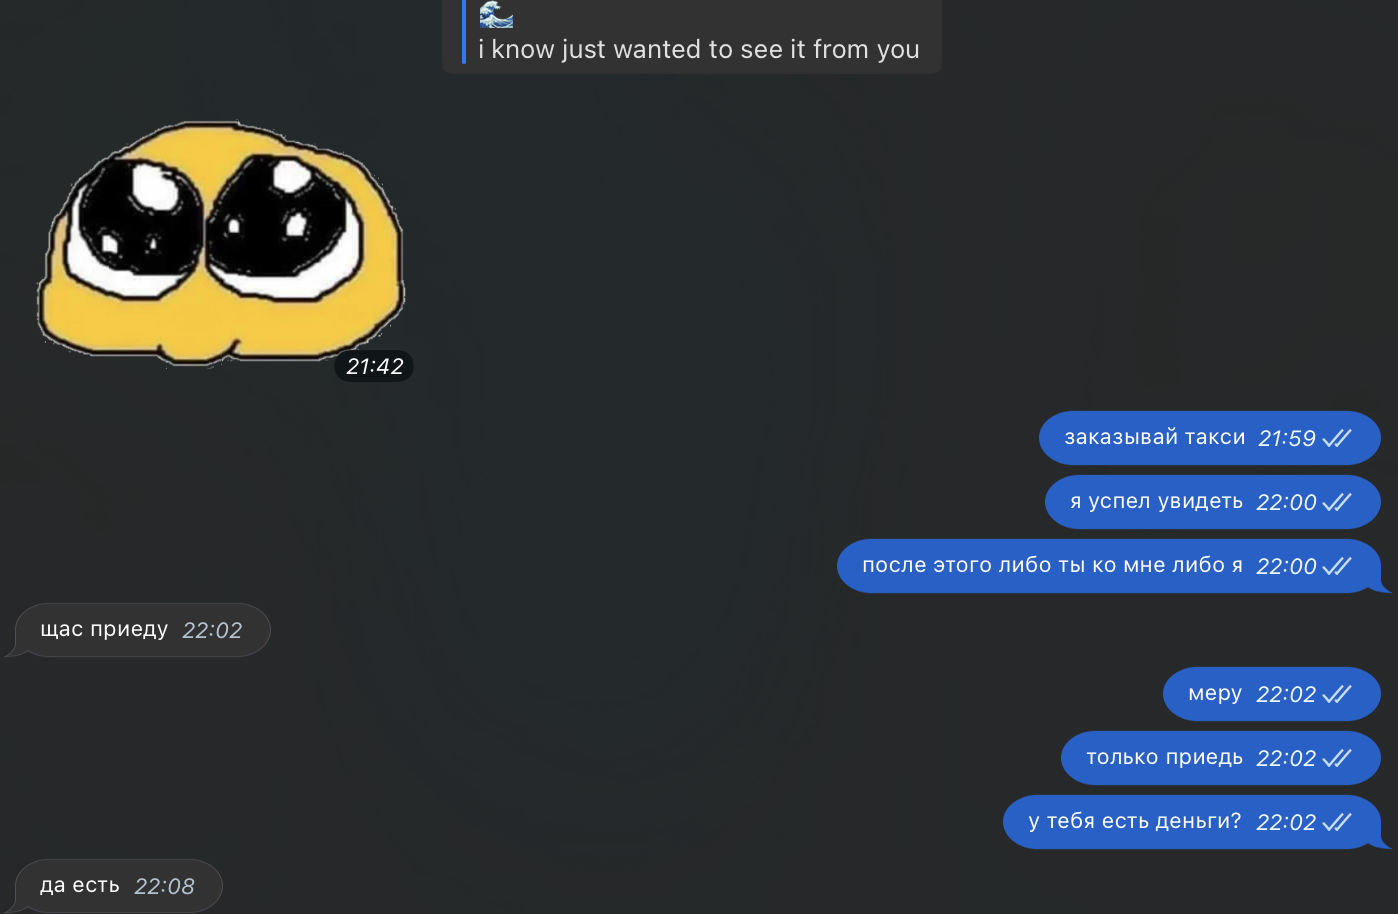 🌊
i know just wanted to see it from you
21:42
заказывай такси 21:59
я успел увидеть 22:00
после этого либо ты ко мне либо я 22:00
щас приеду 22:02
меру 22:02
только приедь 22:02
у тебя есть деньги? 22:02
да есть 22:08